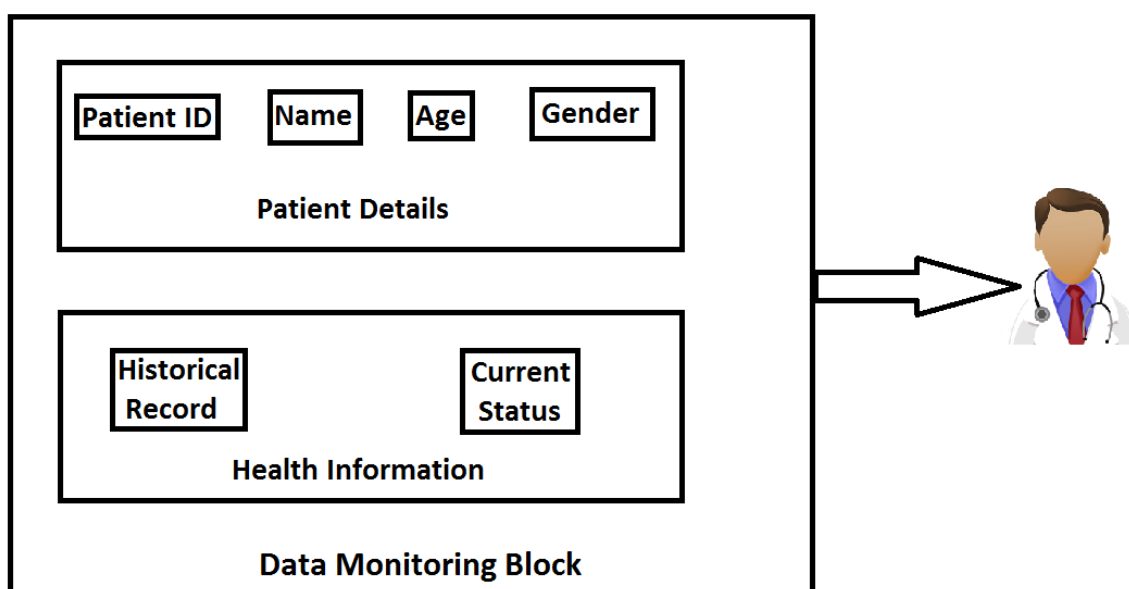 Patient ID
Name
Age
Gender
Patient Details
Historical
Record
Current
Status
Health Information
Data Monitoring Block